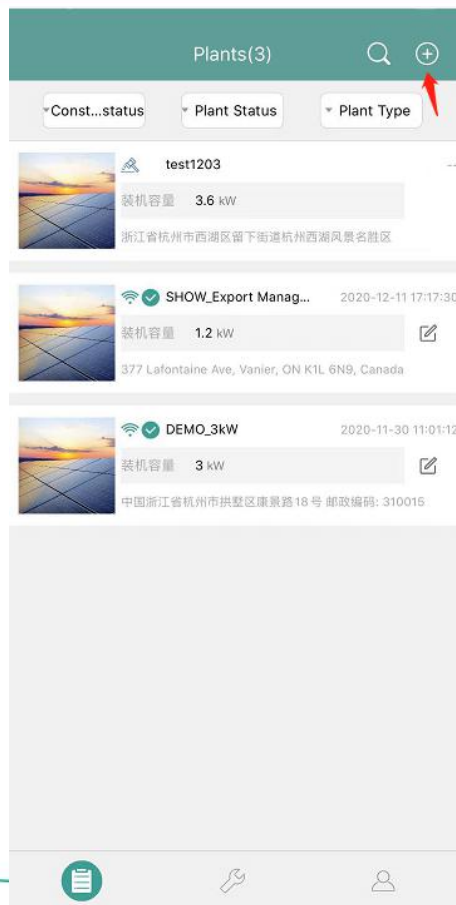 Plants(3)
Const...status Plant Status Plant Type
test1203 --
装机容量 3.6 kW
浙江省杭州市西湖区留下街道杭州西湖风景名胜区
SHOW_Export Manag... 2020-12-11 17:17:30
装机容量 1.2 kW
377 Lafontaine Ave, Vanier, ON K1L 6N9, Canada
DEMO_3kW 2020-11-30 11:01:12
装机容量 3 kW
中国浙江省杭州市拱墅区康景路18号 邮政编码: 310015